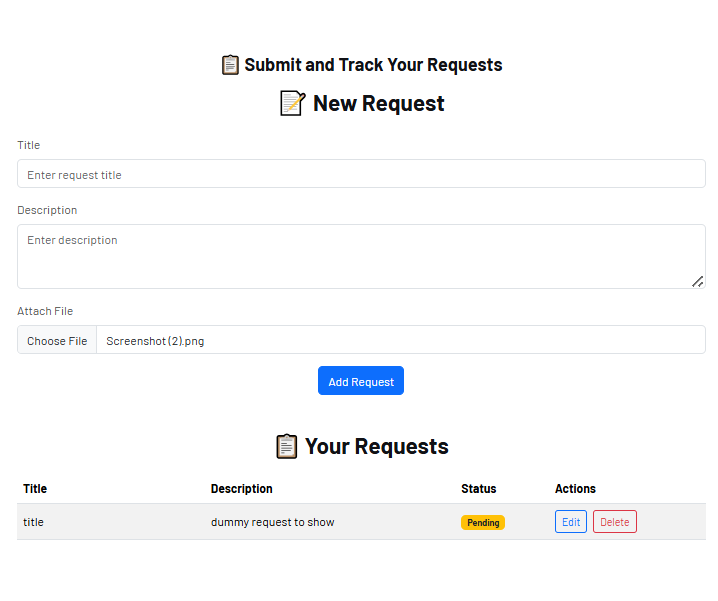 Submit and Track Your Requests
New Request
Title
Enter request title
Description
Enter description
Attach File
Choose File Screenshot (2).png
Add Request
Your Requests
Title Description Status Actions
title dummy request to show Pending Edit Delete